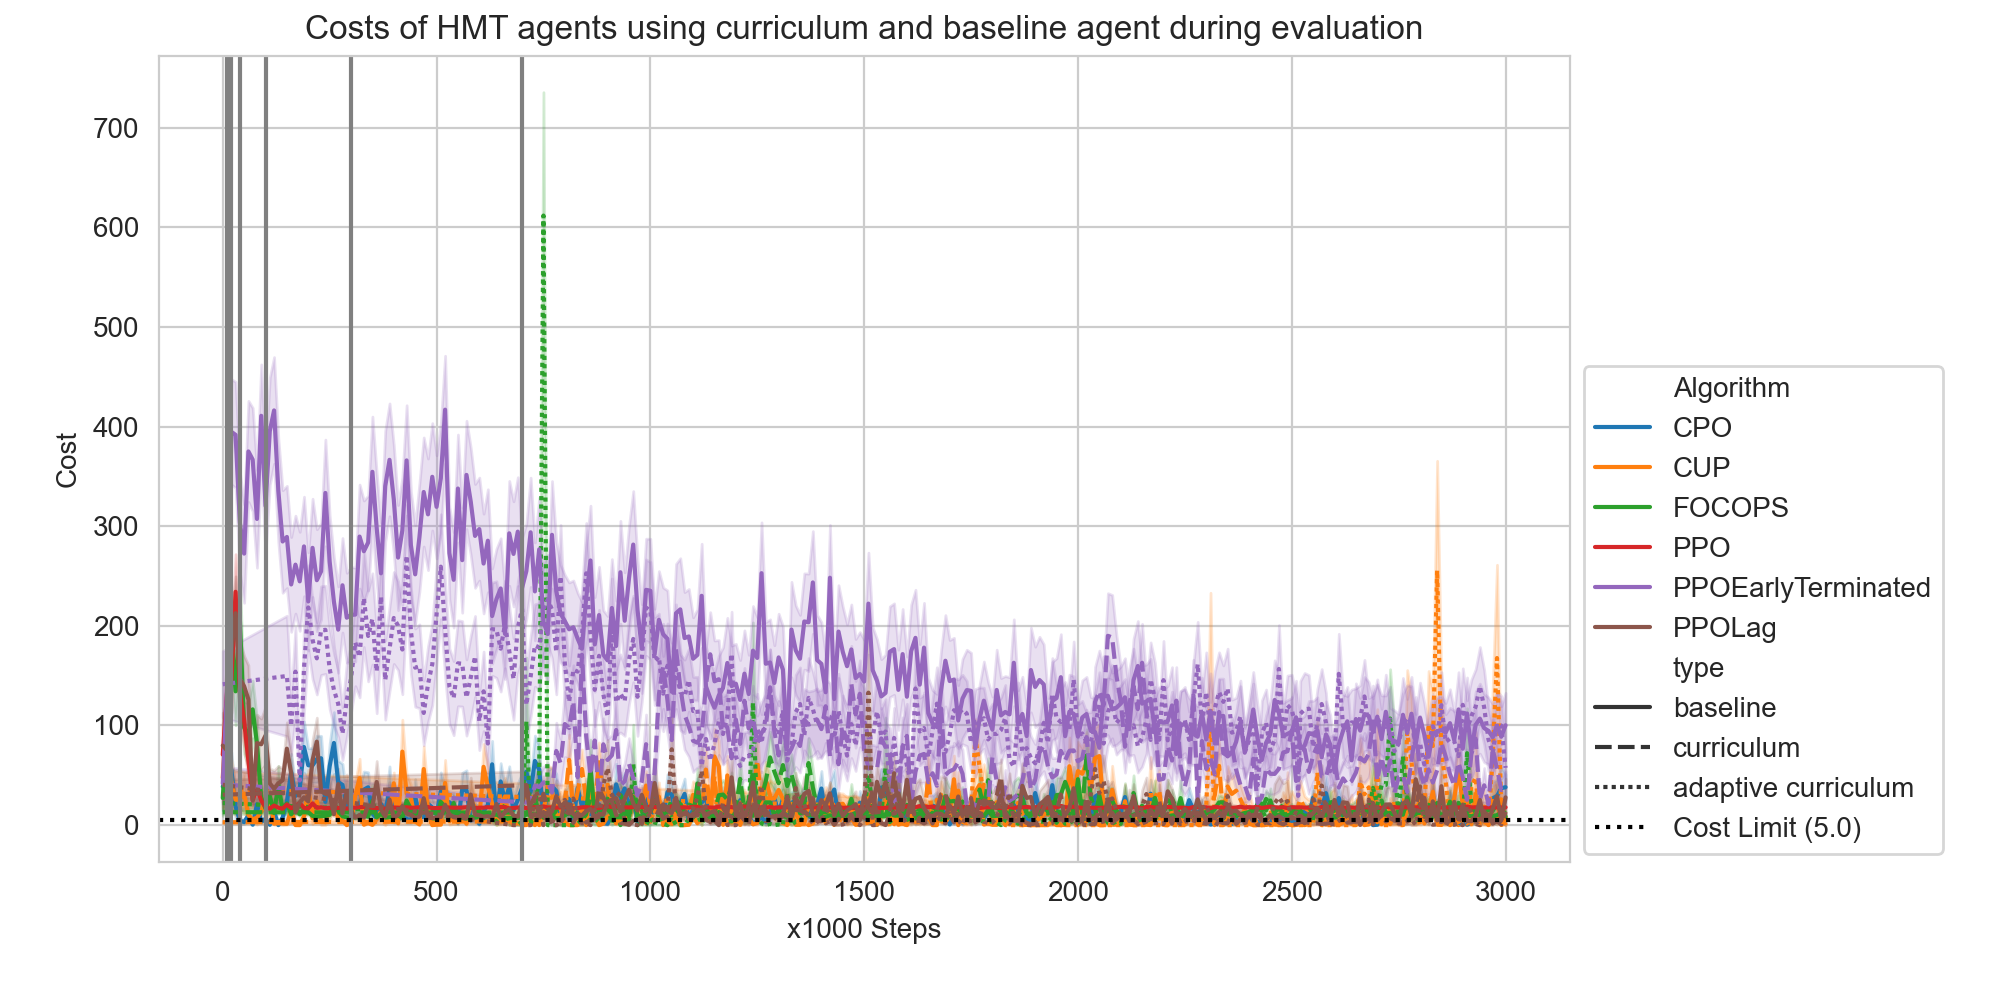 Costs of HMT agents using curriculum and baseline agent during evaluation
700
600
500
400
300
200
100
0
Cost
0 500 1000 1500 2000 2500 3000
x1000 Steps
Algorithm
CPO
CUP
FOCOPS
PPO
PPOEarlyTerminated
PPOLag
type
baseline
curriculum
adaptive curriculum
Cost Limit (5.0)